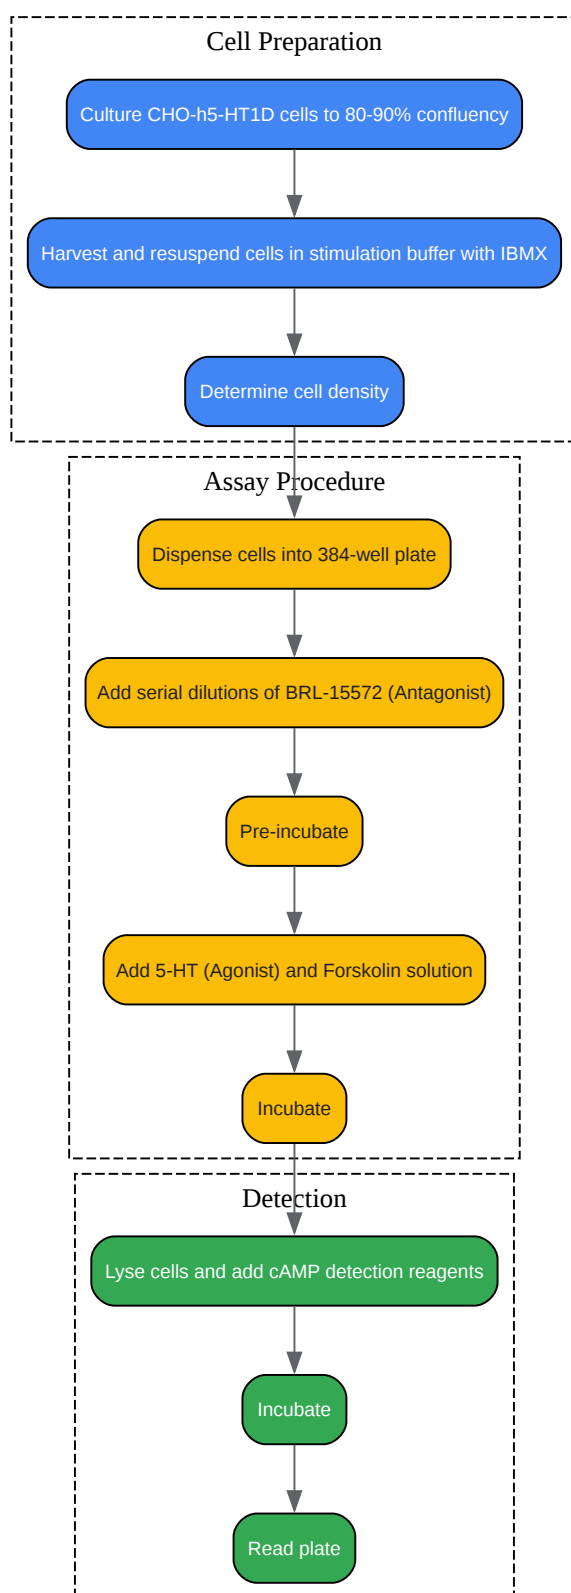 Cell Preparation
Culture CHO-h5-HT1D cells to 80-90% confluency
Harvest and resuspend cells in stimulation buffer with IBMX
Determine cell density
Assay Procedure
Dispense cells into 384-well plate
Add serial dilutions of BRL-15572 (Antagonist)
Pre-incubate
Add 5-HT (Agonist) and Forskolin solution
Incubate
Detection
Lyse cells and add cAMP detection reagents
Incubate
Read plate